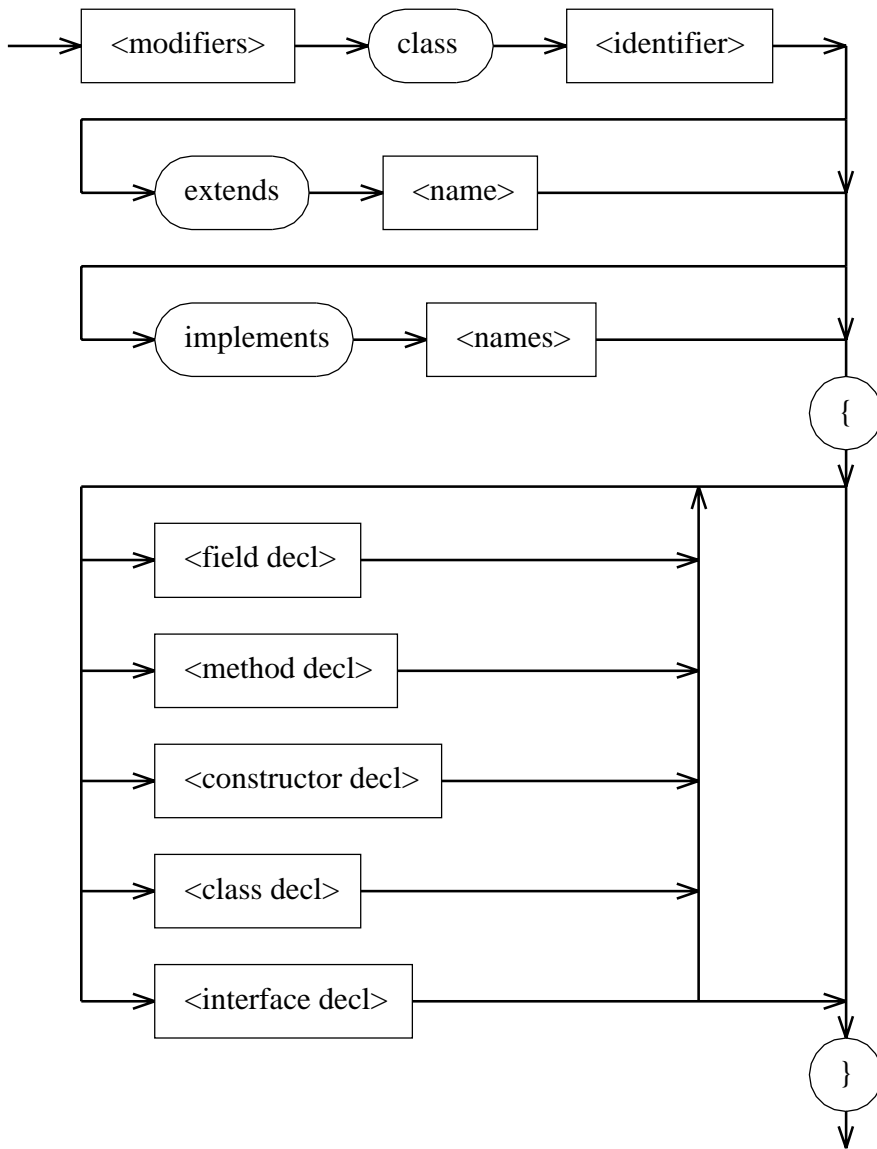 <modifiers> class <identifier>
extends <name>
implements <names>
{
<field decl>
<method decl>
<constructor decl>
<class decl>
<interface decl>
}